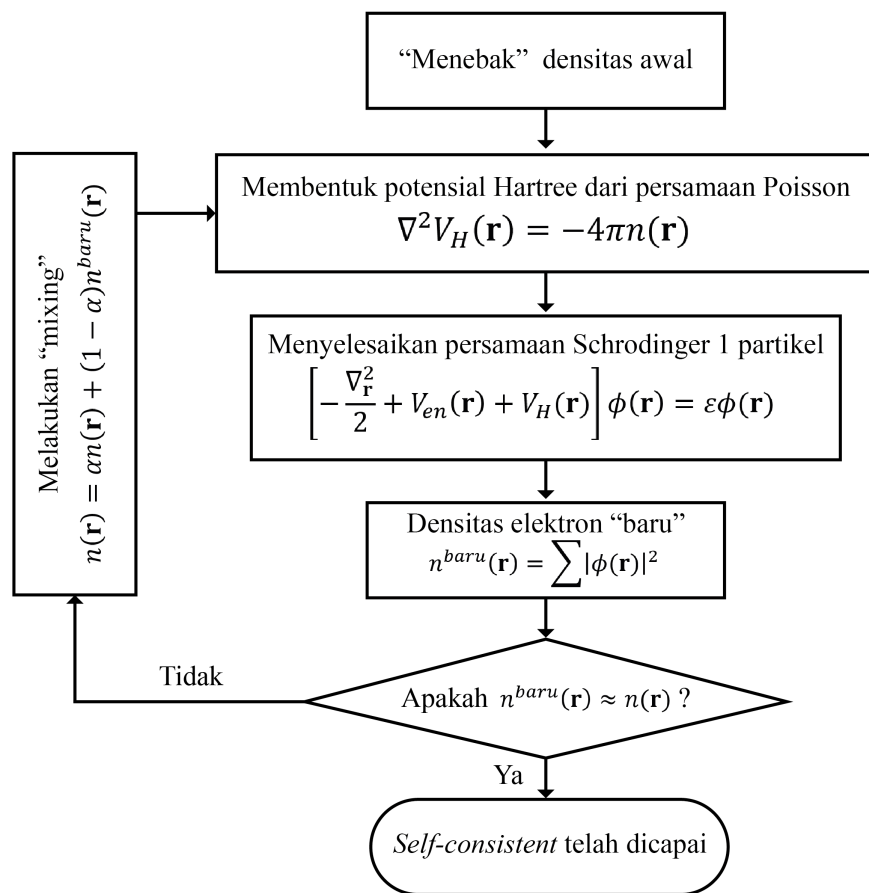 “Menebak” densitas awal
Membentuk potensial Hartree dari persamaan Poisson
∇²V_H(𝐫) = −4πn(𝐫)
Menyelesaikan persamaan Schrodinger 1 partikel
[−∇²_𝐫/2 + V_en(𝐫) + V_H(𝐫)] ϕ(𝐫) = εϕ(𝐫)
Densitas elektron “baru”
n^baru(𝐫) = ∑|ϕ(𝐫)|²
Apakah n^baru(𝐫) ≈ n(𝐫) ?
Tidak
Melakukan “mixing”
n(𝐫) = αn(𝐫) + (1 − α)n^baru(𝐫)
Ya
Self-consistent telah dicapai